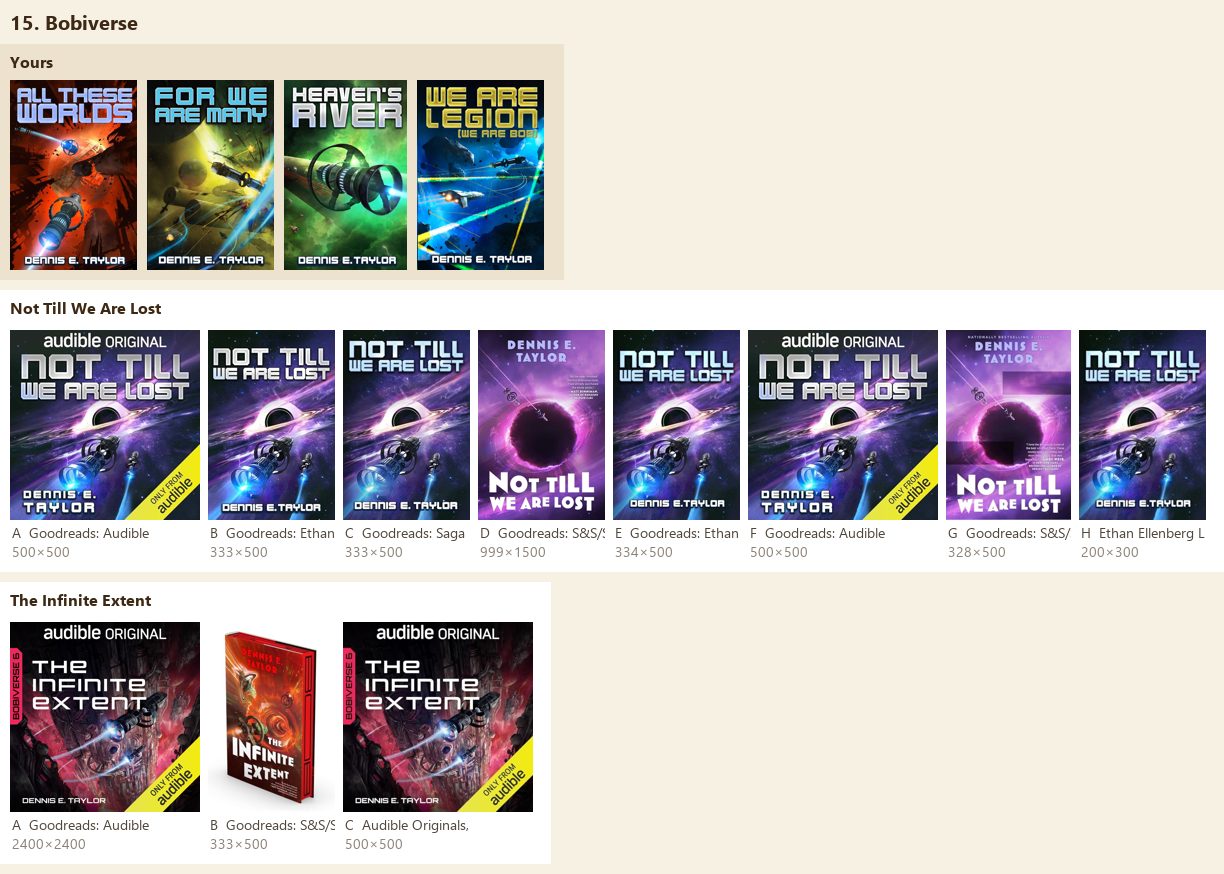 15. Bobiverse
Yours
ALL THESE
WORLDS
DENNIS E. TAYLOR
FOR WE
ARE MANY
DENNIS E. TAYLOR
HEAVEN'S
RIVER
DENNIS E. TAYLOR
WE ARE
LEGION
(WE ARE BOB)
DENNIS E. TAYLOR
Not Till We Are Lost
audible ORIGINAL
NOT TILL
WE ARE LOST
DENNIS E.
TAYLOR
ONLY FROM
audible
A Goodreads: Audible
500×500
NOT TILL
WE ARE LOST
DENNIS E. TAYLOR
B Goodreads: Ethan
333×500
NOT TILL
WE ARE LOST
DENNIS E. TAYLOR
C Goodreads: Saga
333×500
DENNIS E.
TAYLOR
NOT TILL
WE ARE LOST
D Goodreads: S&S/S
999×1500
NOT TILL
WE ARE LOST
DENNIS E. TAYLOR
E Goodreads: Ethan
334×500
audible ORIGINAL
NOT TILL
WE ARE LOST
DENNIS E.
TAYLOR
ONLY FROM
audible
F Goodreads: Audible
500×500
DENNIS E.
TAYLOR
NOT TILL
WE ARE LOST
G Goodreads: S&S/
328×500
NOT TILL
WE ARE LOST
DENNIS E. TAYLOR
H Ethan Ellenberg L
200×300
The Infinite Extent
audible ORIGINAL
BOBIVERSE 5
THE
INFINITE
EXTENT
DENNIS E. TAYLOR
ONLY FROM
audible
A Goodreads: Audible
2400×2400
DENNIS E.
TAYLOR
THE
INFINITE
EXTENT
B Goodreads: S&S/S
333×500
audible ORIGINAL
THE
INFINITE
EXTENT
DENNIS E. TAYLOR
ONLY FROM
audible
C Audible Originals,
500×500